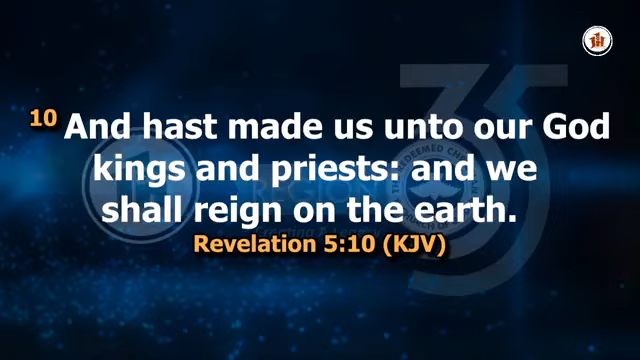 10 And hast made us unto our God
kings and priests: and we
shall reign on the earth.
Revelation 5:10 (KJV)